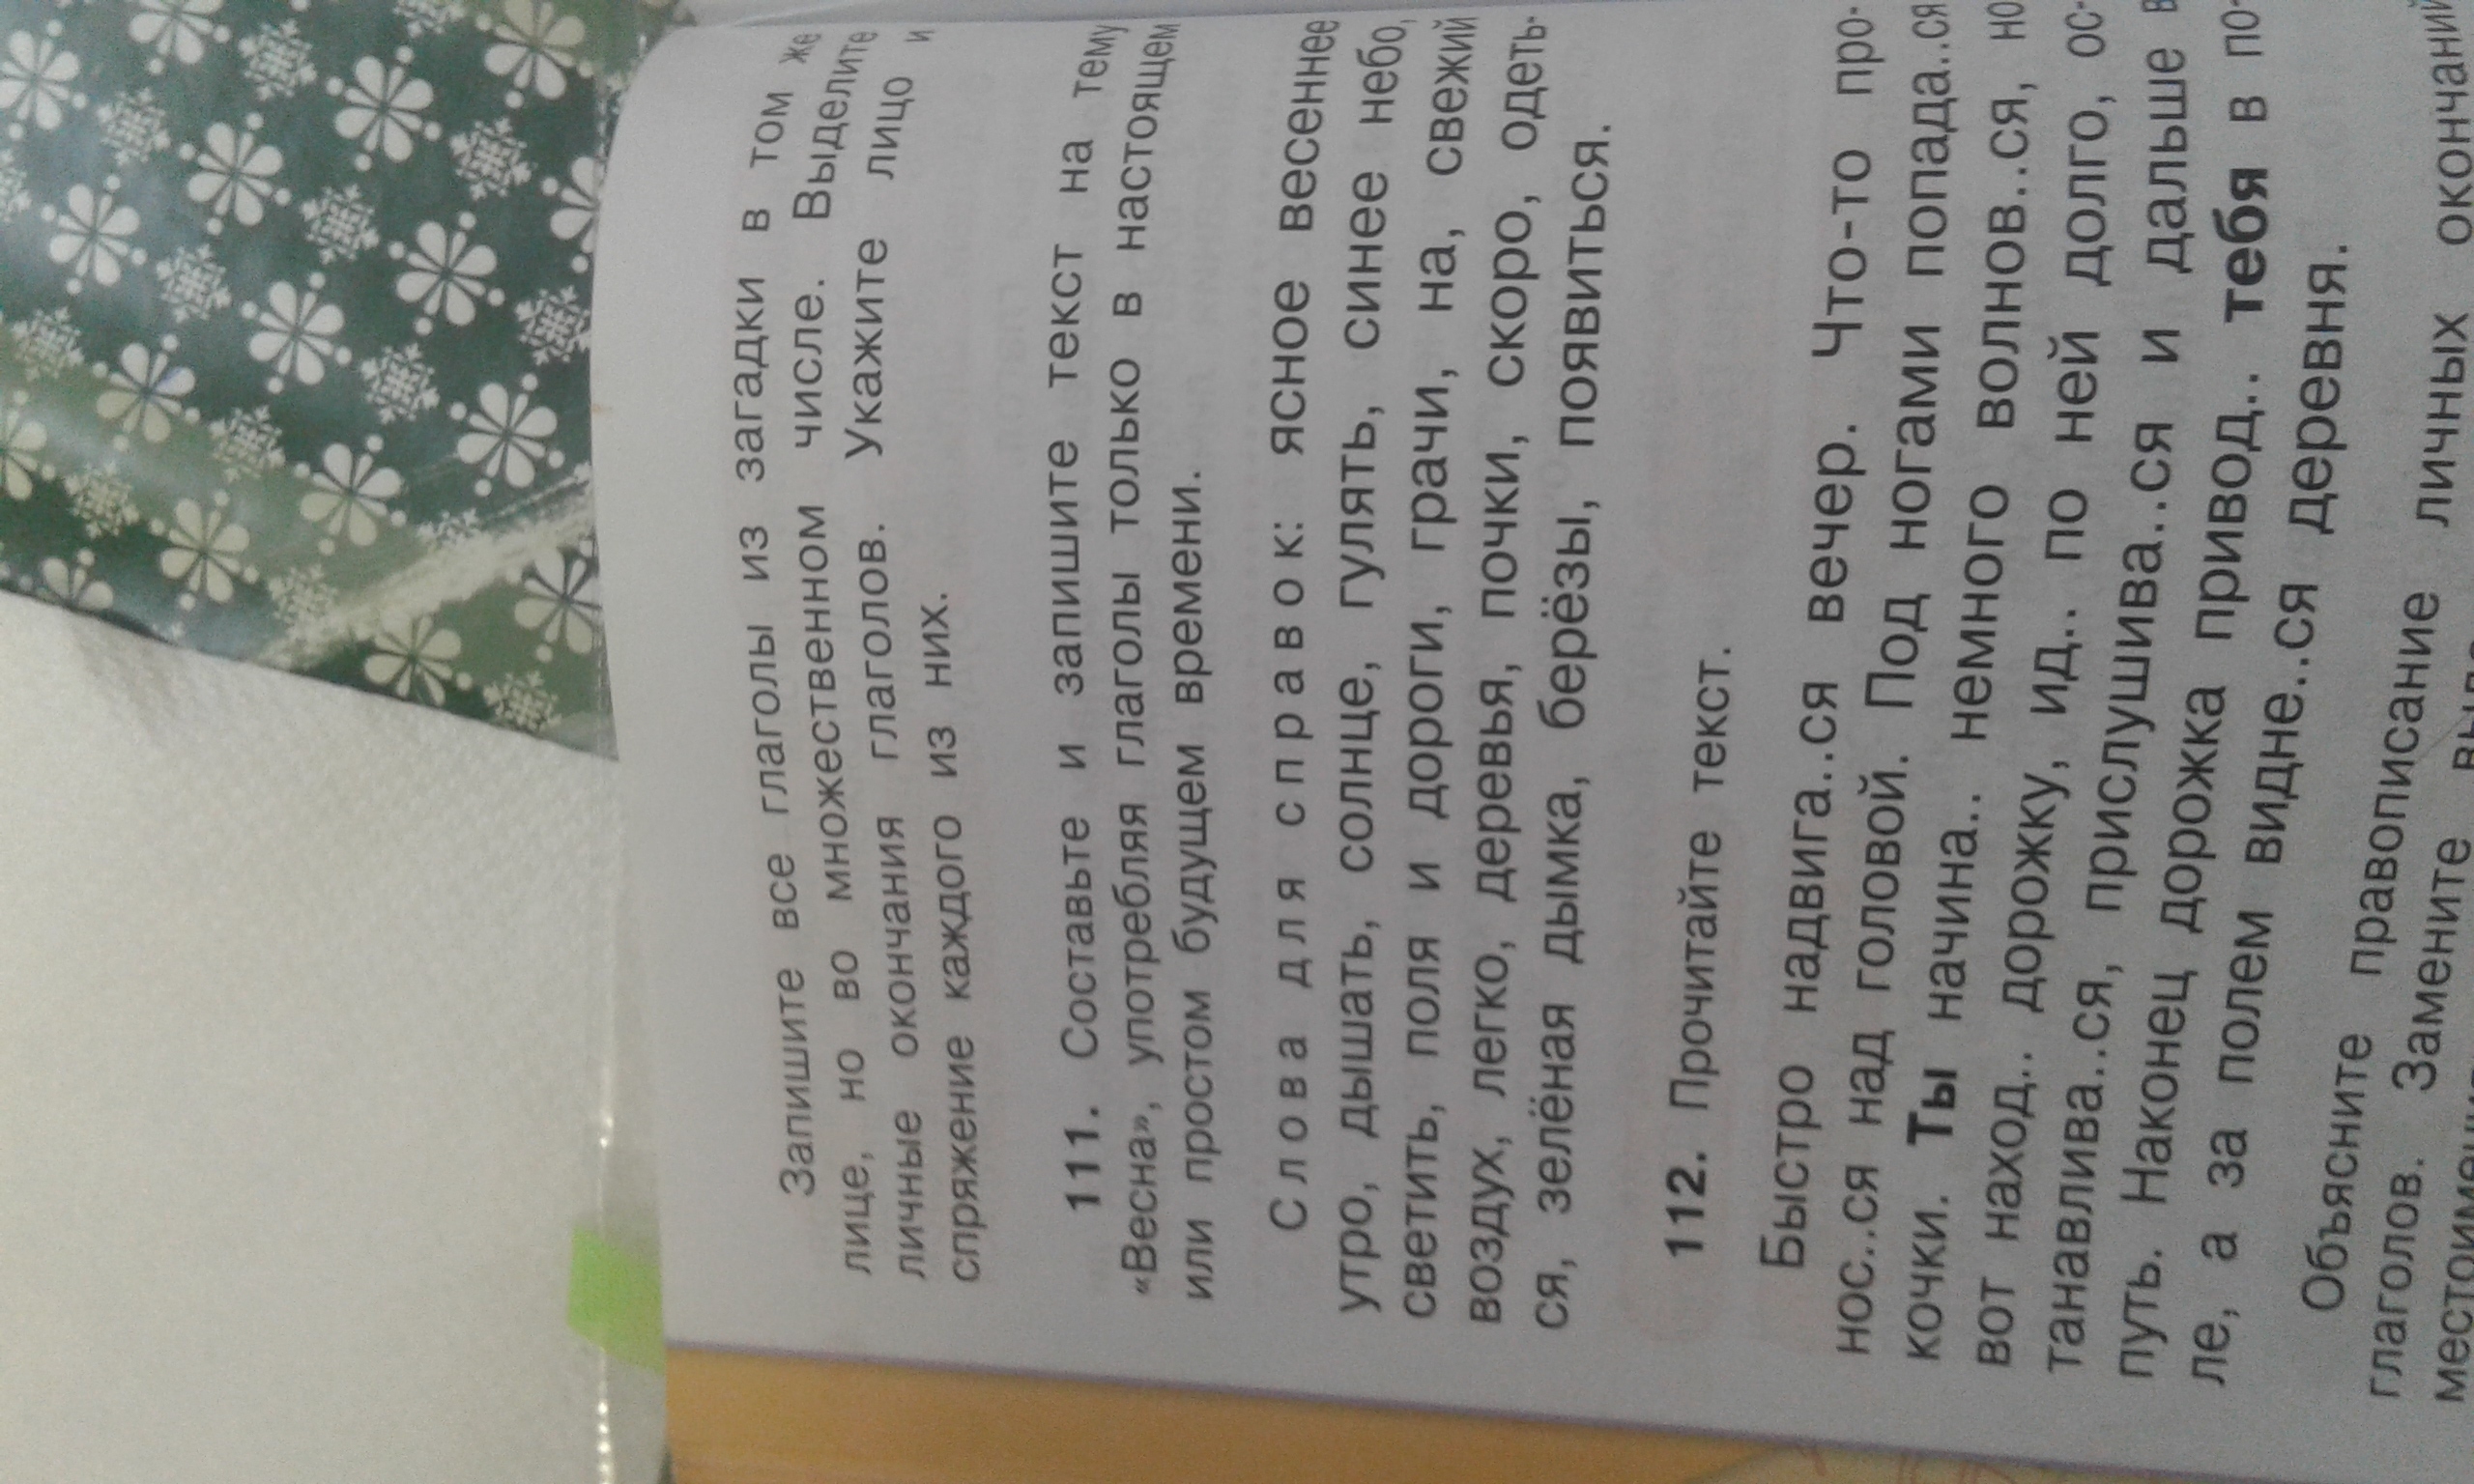 Запишите все глаголы из загадки в том же
лице, но во множественном числе. Выделите
личные окончания глаголов. Укажите лицо и
спряжение каждого из них.
111. Составьте и запишите текст на тему
«Весна», употребляя глаголы только в настоящем
или простом будущем времени.
Слова для справок: ясное весеннее
утро, дышать, солнце, гулять, синее небо,
светить, поля и дороги, грачи, на, свежий
воздух, легко, деревья, почки, скоро, одеть-
ся, зелёная дымка, берёзы, появиться.
112. Прочитайте текст.
Быстро надвига..ся вечер. Что-то про-
нос..ся над головой. Под ногами попада..ся
кочки. Ты начина.. немного волнов..ся, но
вот наход.. дорожку, ид.. по ней долго, ос-
танавлива..ся, прислушива..ся и дальше в
путь. Наконец дорожка привод.. тебя в по-
ле, а за полем видне..ся деревня.
Объясните правописание личных окончаний
глаголов. Замените